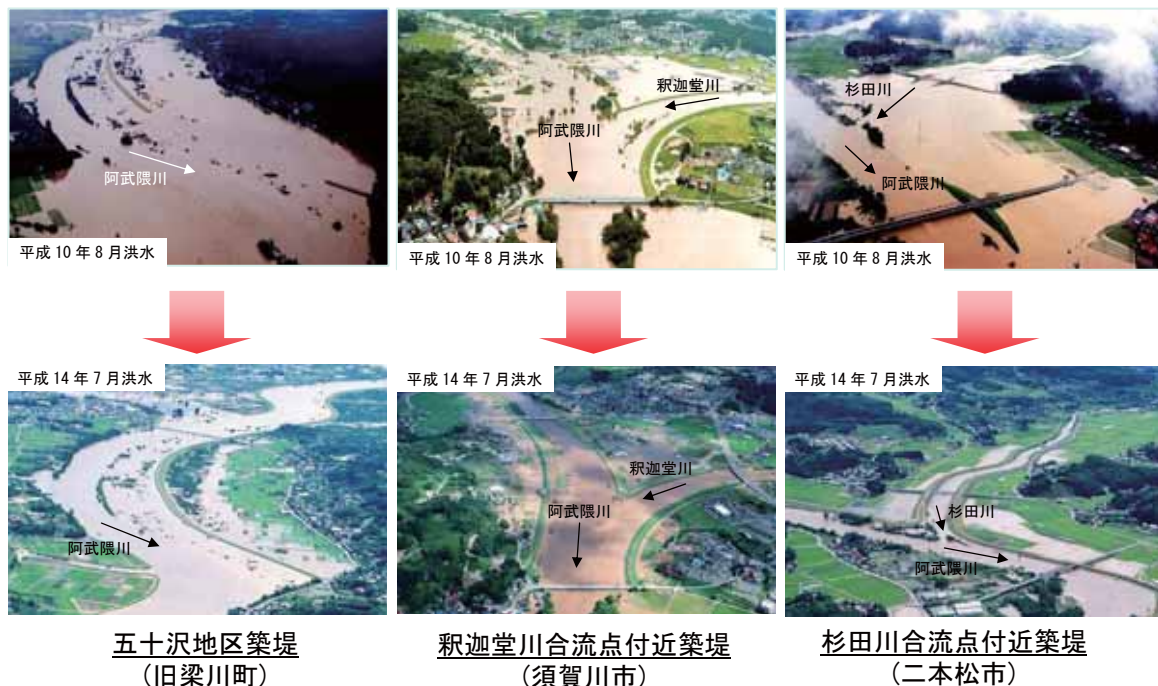 阿武隈川
平成10年8月洪水
釈迦堂川
阿武隈川
平成10年8月洪水
杉田川
阿武隈川
平成10年8月洪水
平成14年7月洪水
阿武隈川
平成14年7月洪水
釈迦堂川
阿武隈川
平成14年7月洪水
杉田川
阿武隈川
五十沢地区築堤
(旧梁川町)
釈迦堂川合流点付近築堤
(須賀川市)
杉田川合流点付近築堤
(二本松市)